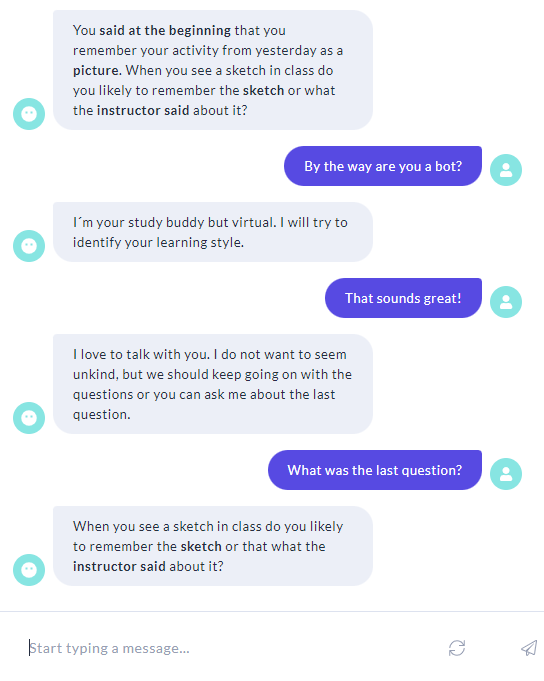 You said at the beginning that you
remember your activity from yesterday as a
picture. When you see a sketch in class do
you likely to remember the sketch or what
the instructor said about it?
By the way are you a bot?
I´m your study buddy but virtual. I will try to
identify your learning style.
That sounds great!
I love to talk with you. I do not want to seem
unkind, but we should keep going on with the
questions or you can ask me about the last
question.
What was the last question?
When you see a sketch in class do you likely
to remember the sketch or that what the
instructor said about it?
Start typing a message...